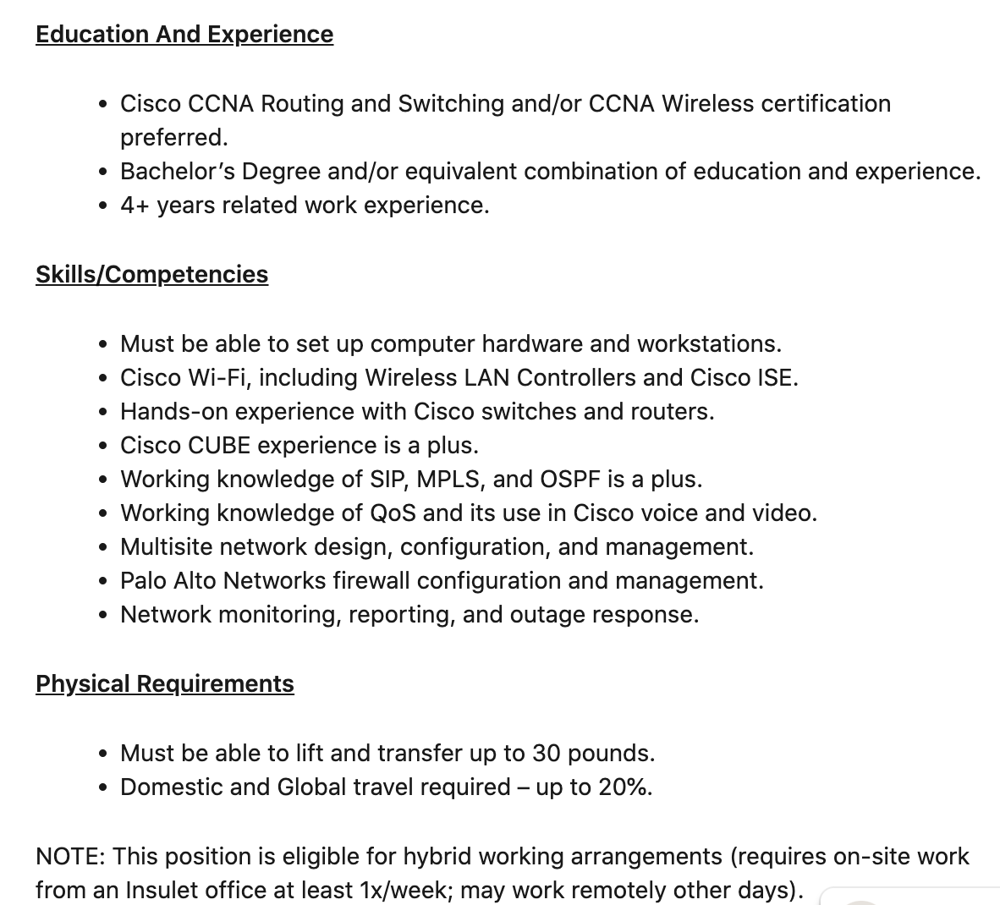 Education And Experience
• Cisco CCNA Routing and Switching and/or CCNA Wireless certification
preferred.
• Bachelor’s Degree and/or equivalent combination of education and experience.
• 4+ years related work experience.
Skills/Competencies
• Must be able to set up computer hardware and workstations.
• Cisco Wi-Fi, including Wireless LAN Controllers and Cisco ISE.
• Hands-on experience with Cisco switches and routers.
• Cisco CUBE experience is a plus.
• Working knowledge of SIP, MPLS, and OSPF is a plus.
• Working knowledge of QoS and its use in Cisco voice and video.
• Multisite network design, configuration, and management.
• Palo Alto Networks firewall configuration and management.
• Network monitoring, reporting, and outage response.
Physical Requirements
• Must be able to lift and transfer up to 30 pounds.
• Domestic and Global travel required – up to 20%.
NOTE: This position is eligible for hybrid working arrangements (requires on-site work
from an Insulet office at least 1x/week; may work remotely other days).